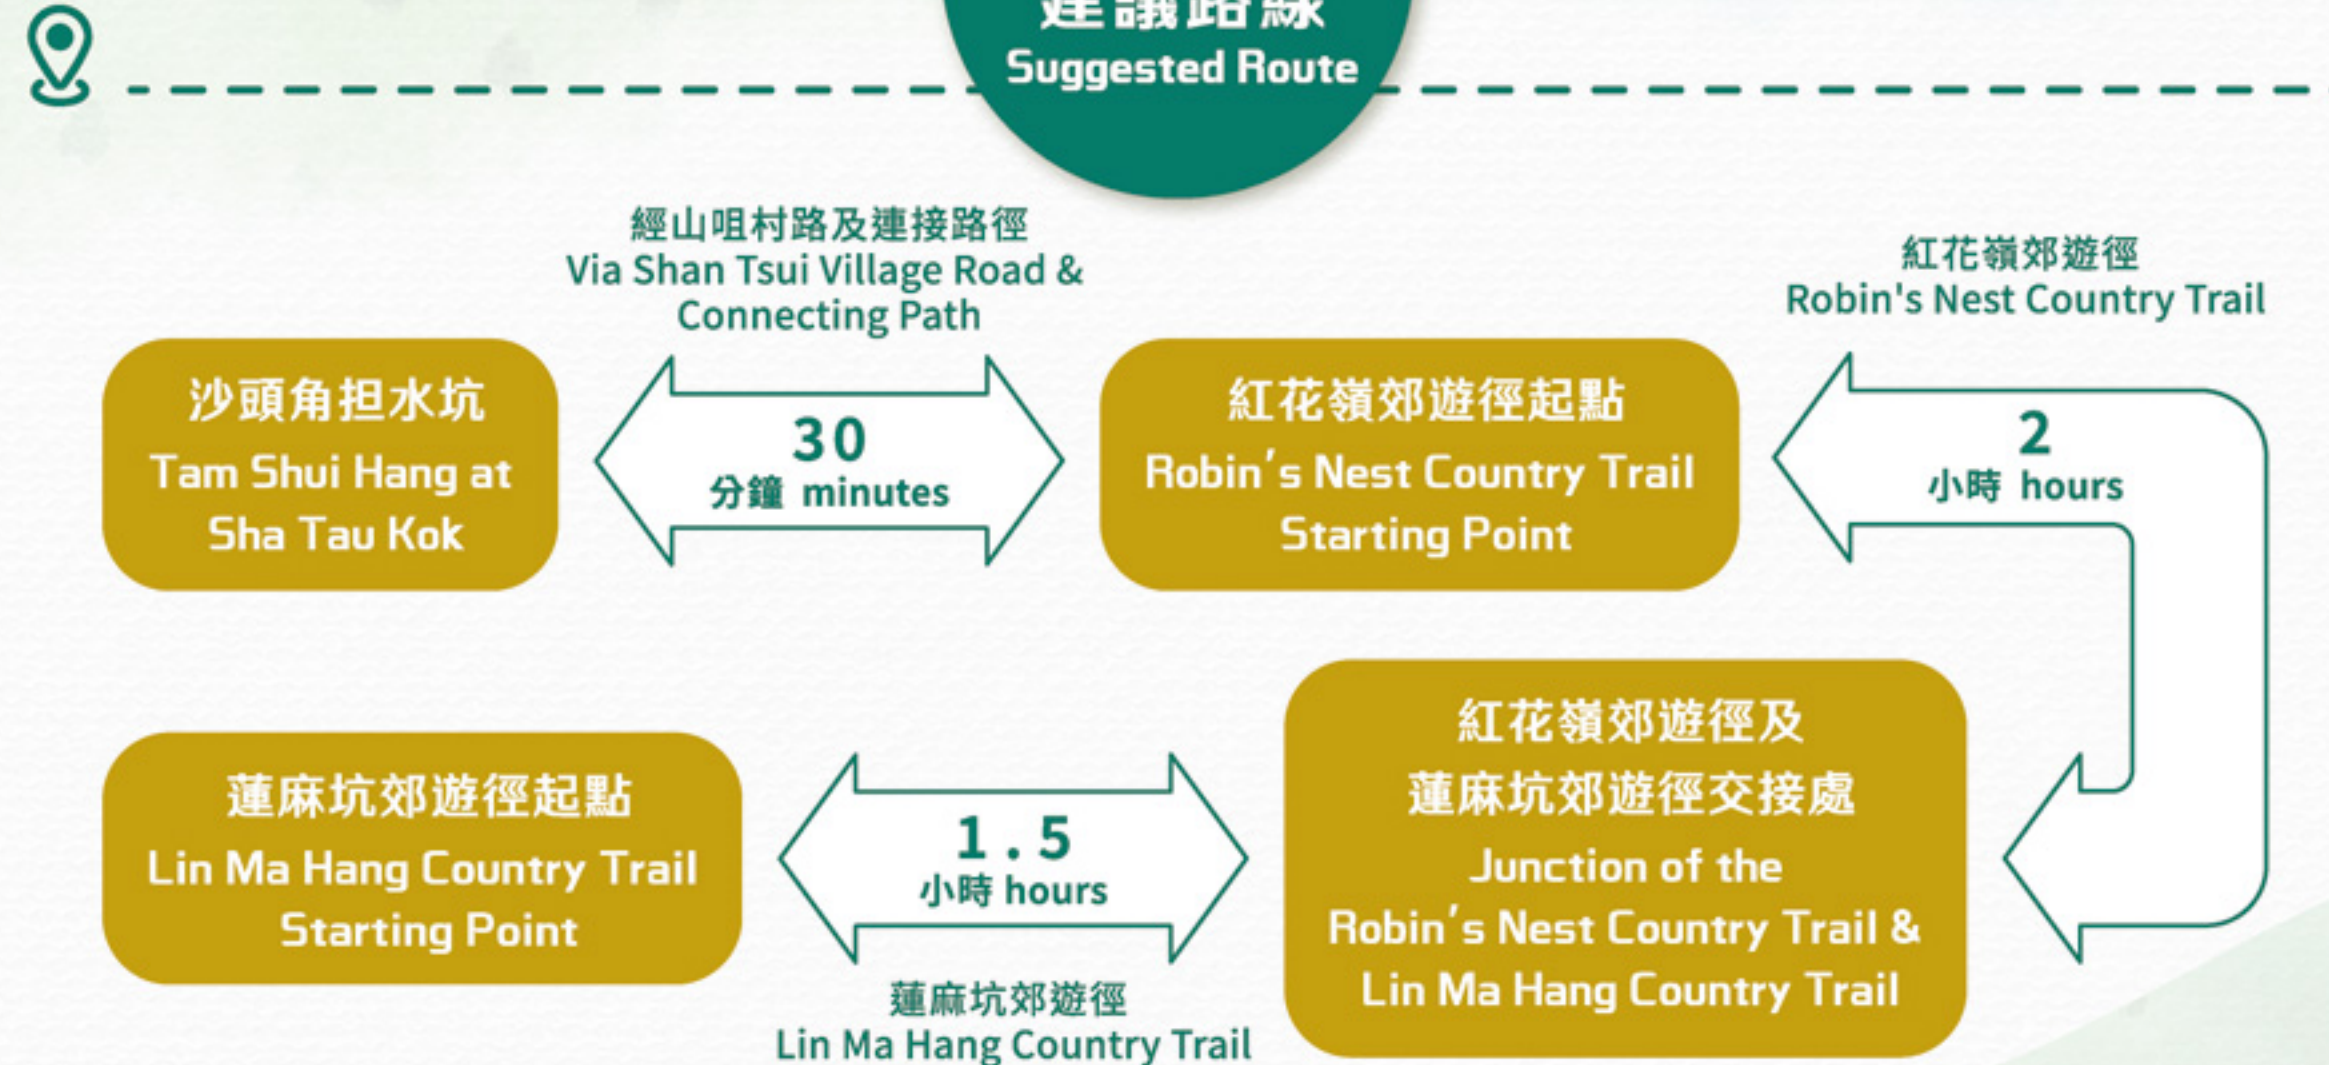 建議路線
Suggested Route
經山咀村路及連接路徑
Via Shan Tsui Village Road &
Connecting Path
紅花嶺郊遊徑
Robin's Nest Country Trail
沙頭角担水坑
Tam Shui Hang at
Sha Tau Kok
30
分鐘 minutes
紅花嶺郊遊徑起點
Robin's Nest Country Trail
Starting Point
2
小時 hours
蓮麻坑郊遊徑起點
Lin Ma Hang Country Trail
Starting Point
1.5
小時 hours
蓮麻坑郊遊徑
Lin Ma Hang Country Trail
紅花嶺郊遊徑及
蓮麻坑郊遊徑交接處
Junction of the
Robin's Nest Country Trail &
Lin Ma Hang Country Trail